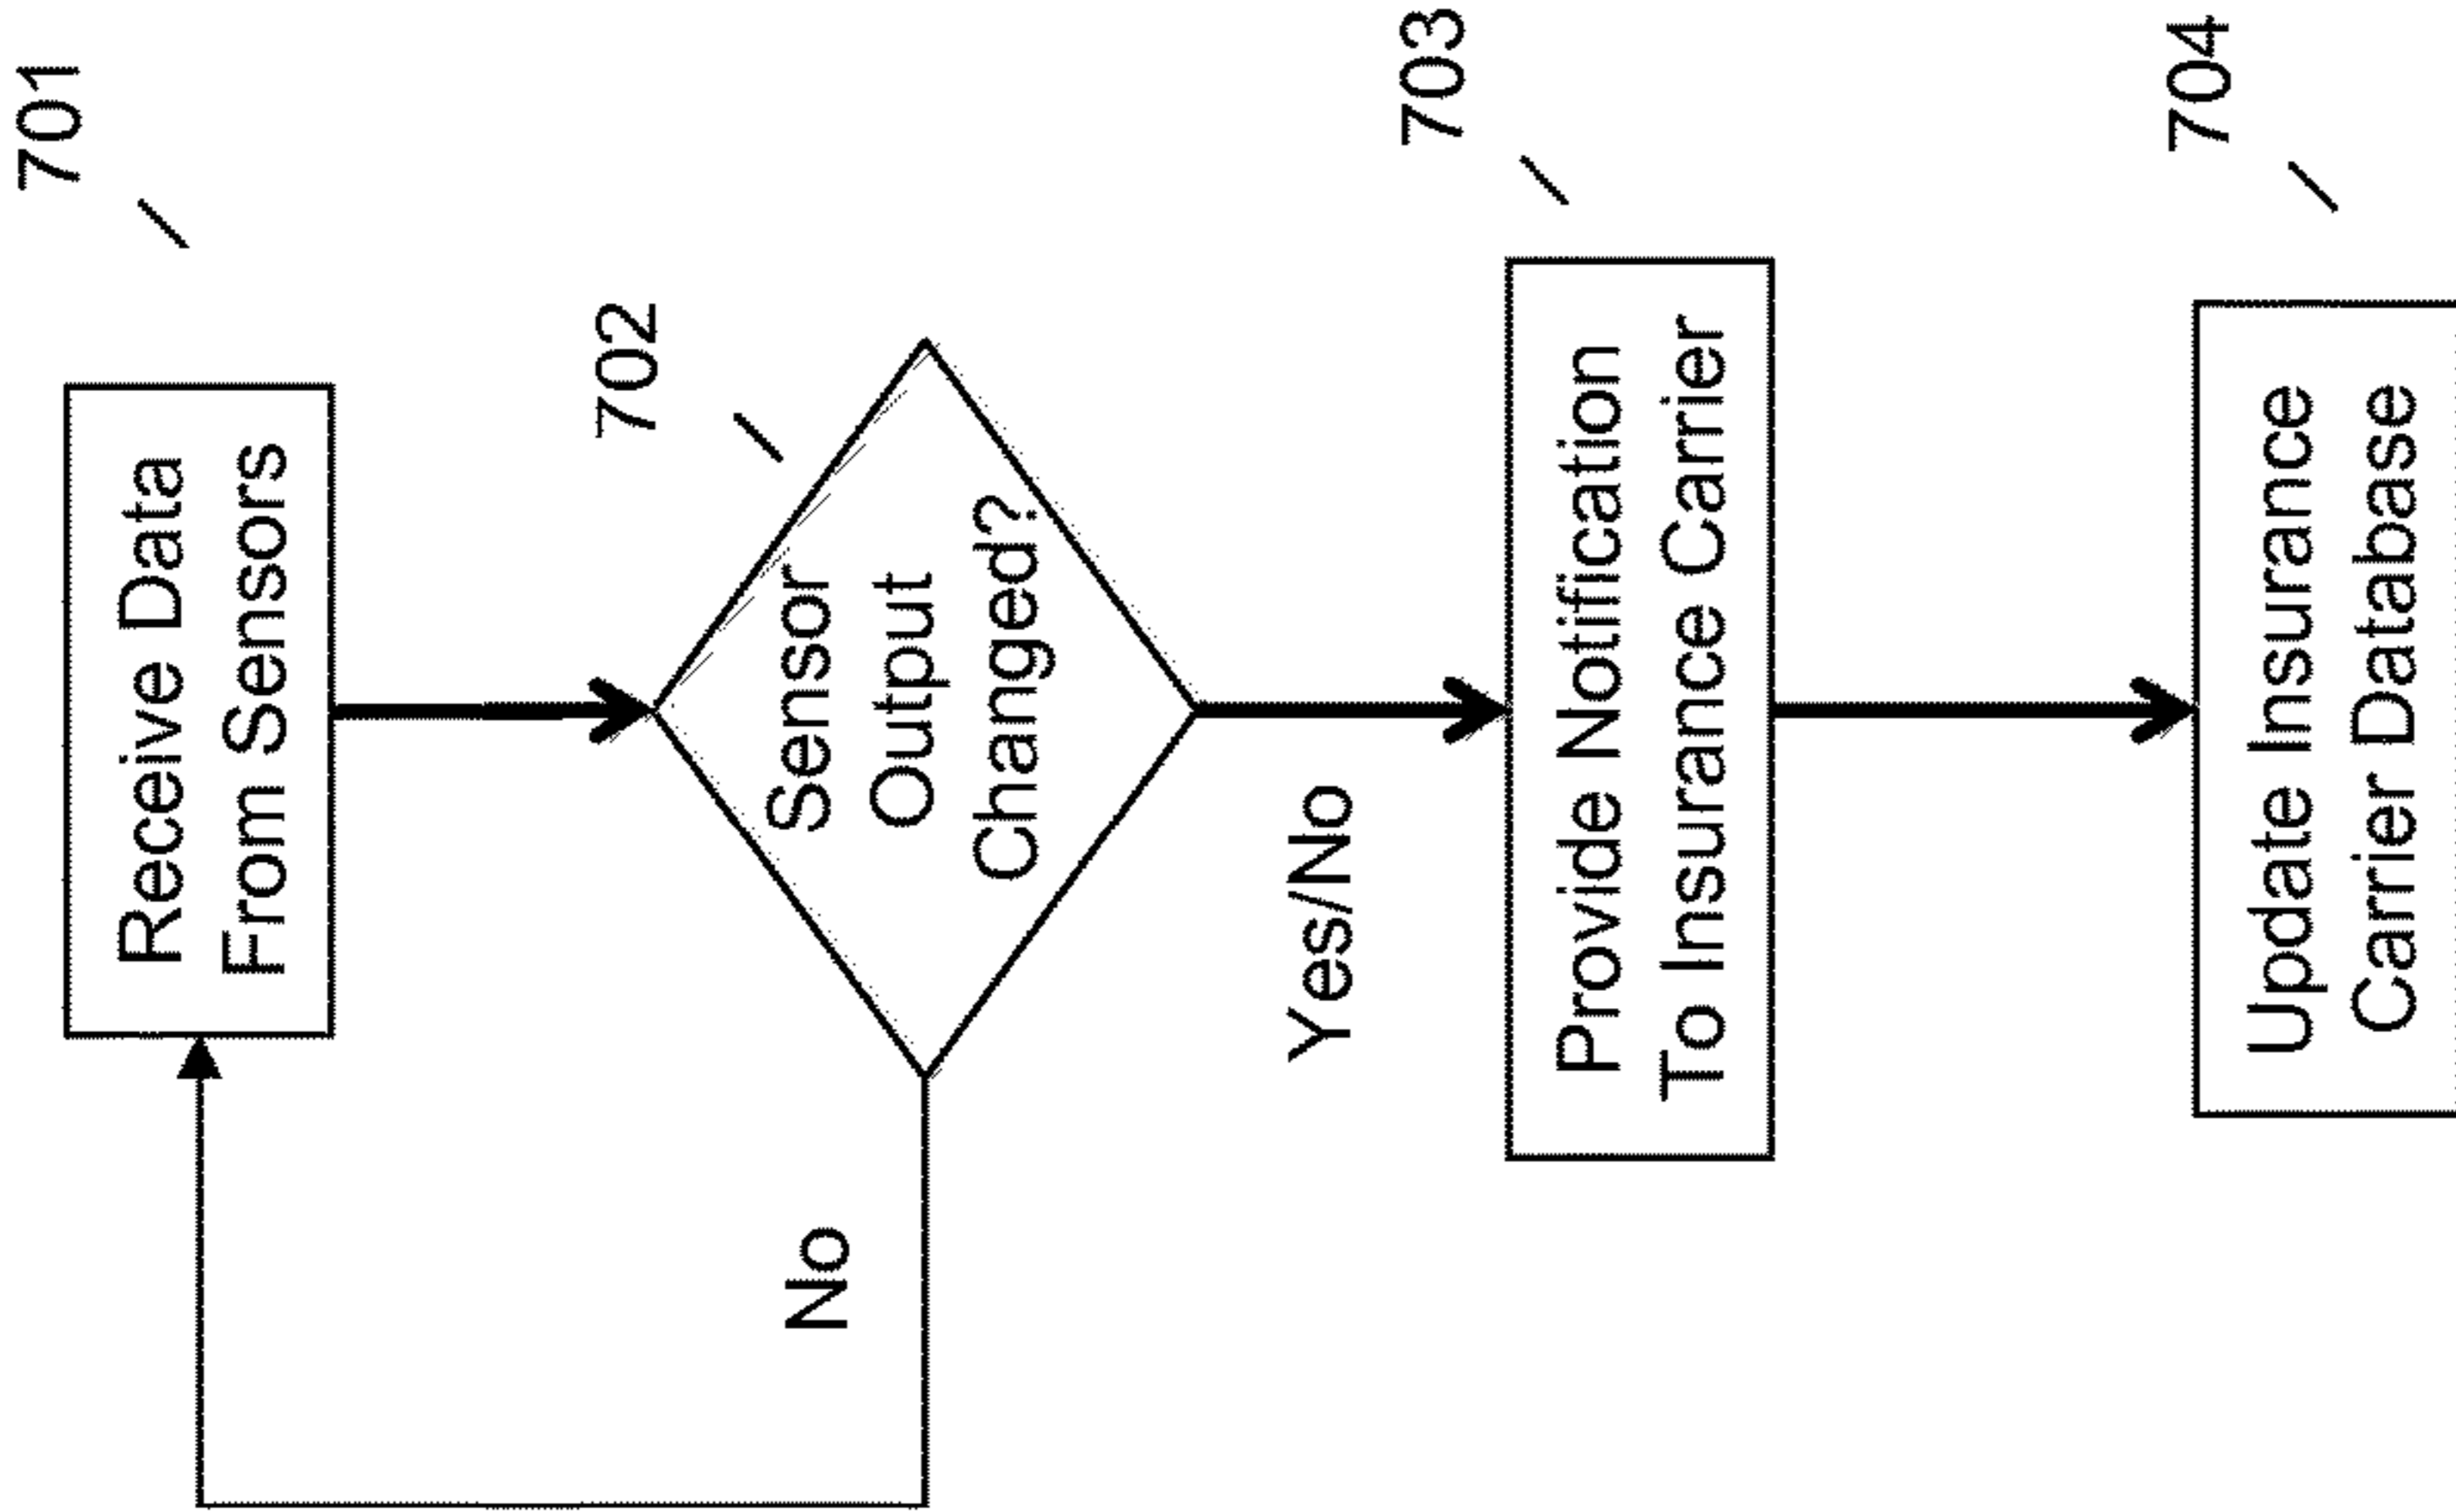 701
Receive Data
From Sensors
702
Sensor
Output
Changed?
No
Yes/No
703
Provide Notification
To Insurance Carrier
704
Update Insurance
Carrier Database